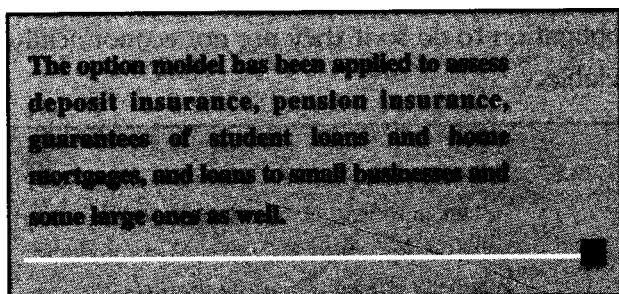 The option moldel has been applied to assess
deposit insurance, pension insurance,
guarantees of student loans and home
mortgages, and loans to small businesses and
some large ones as well.